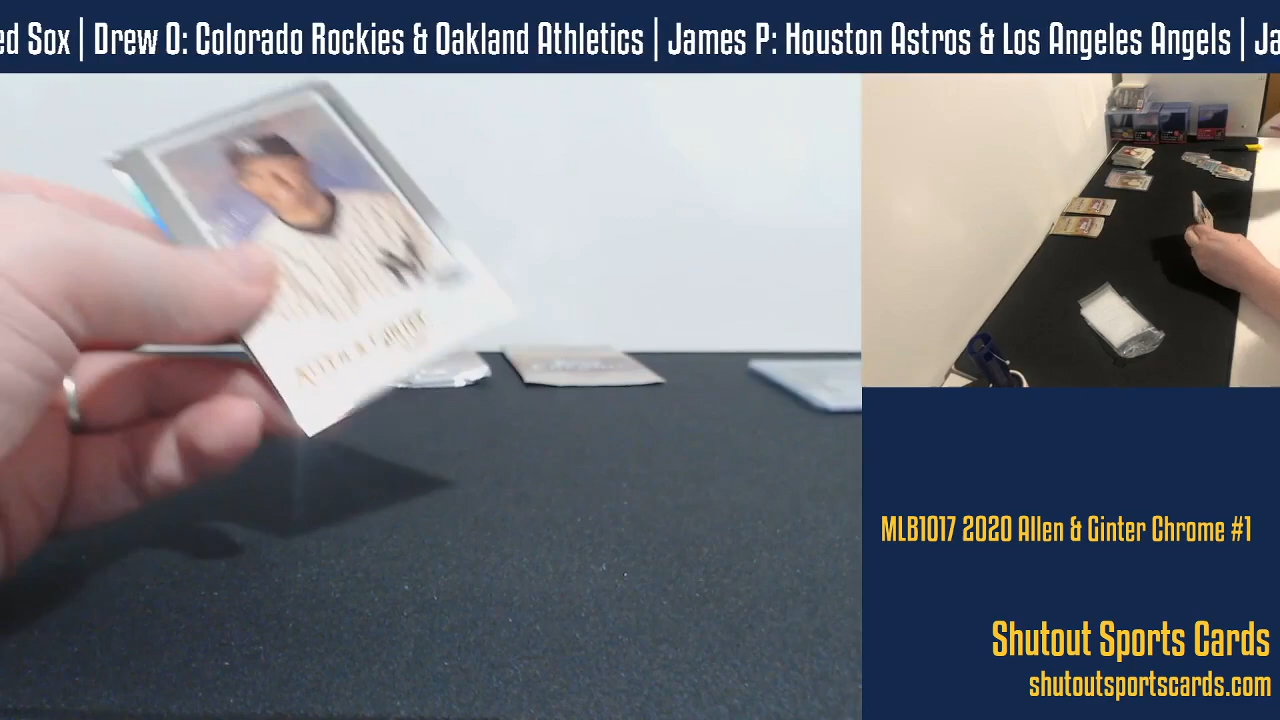 ed Sox | Drew O: Colorado Rockies & Oakland Athletics | James P: Houston Astros & Los Angeles Angels | Ja
MLB1017 2020 Allen & Ginter Chrome #1
Shutout Sports Cards
shutoutsportscards.com